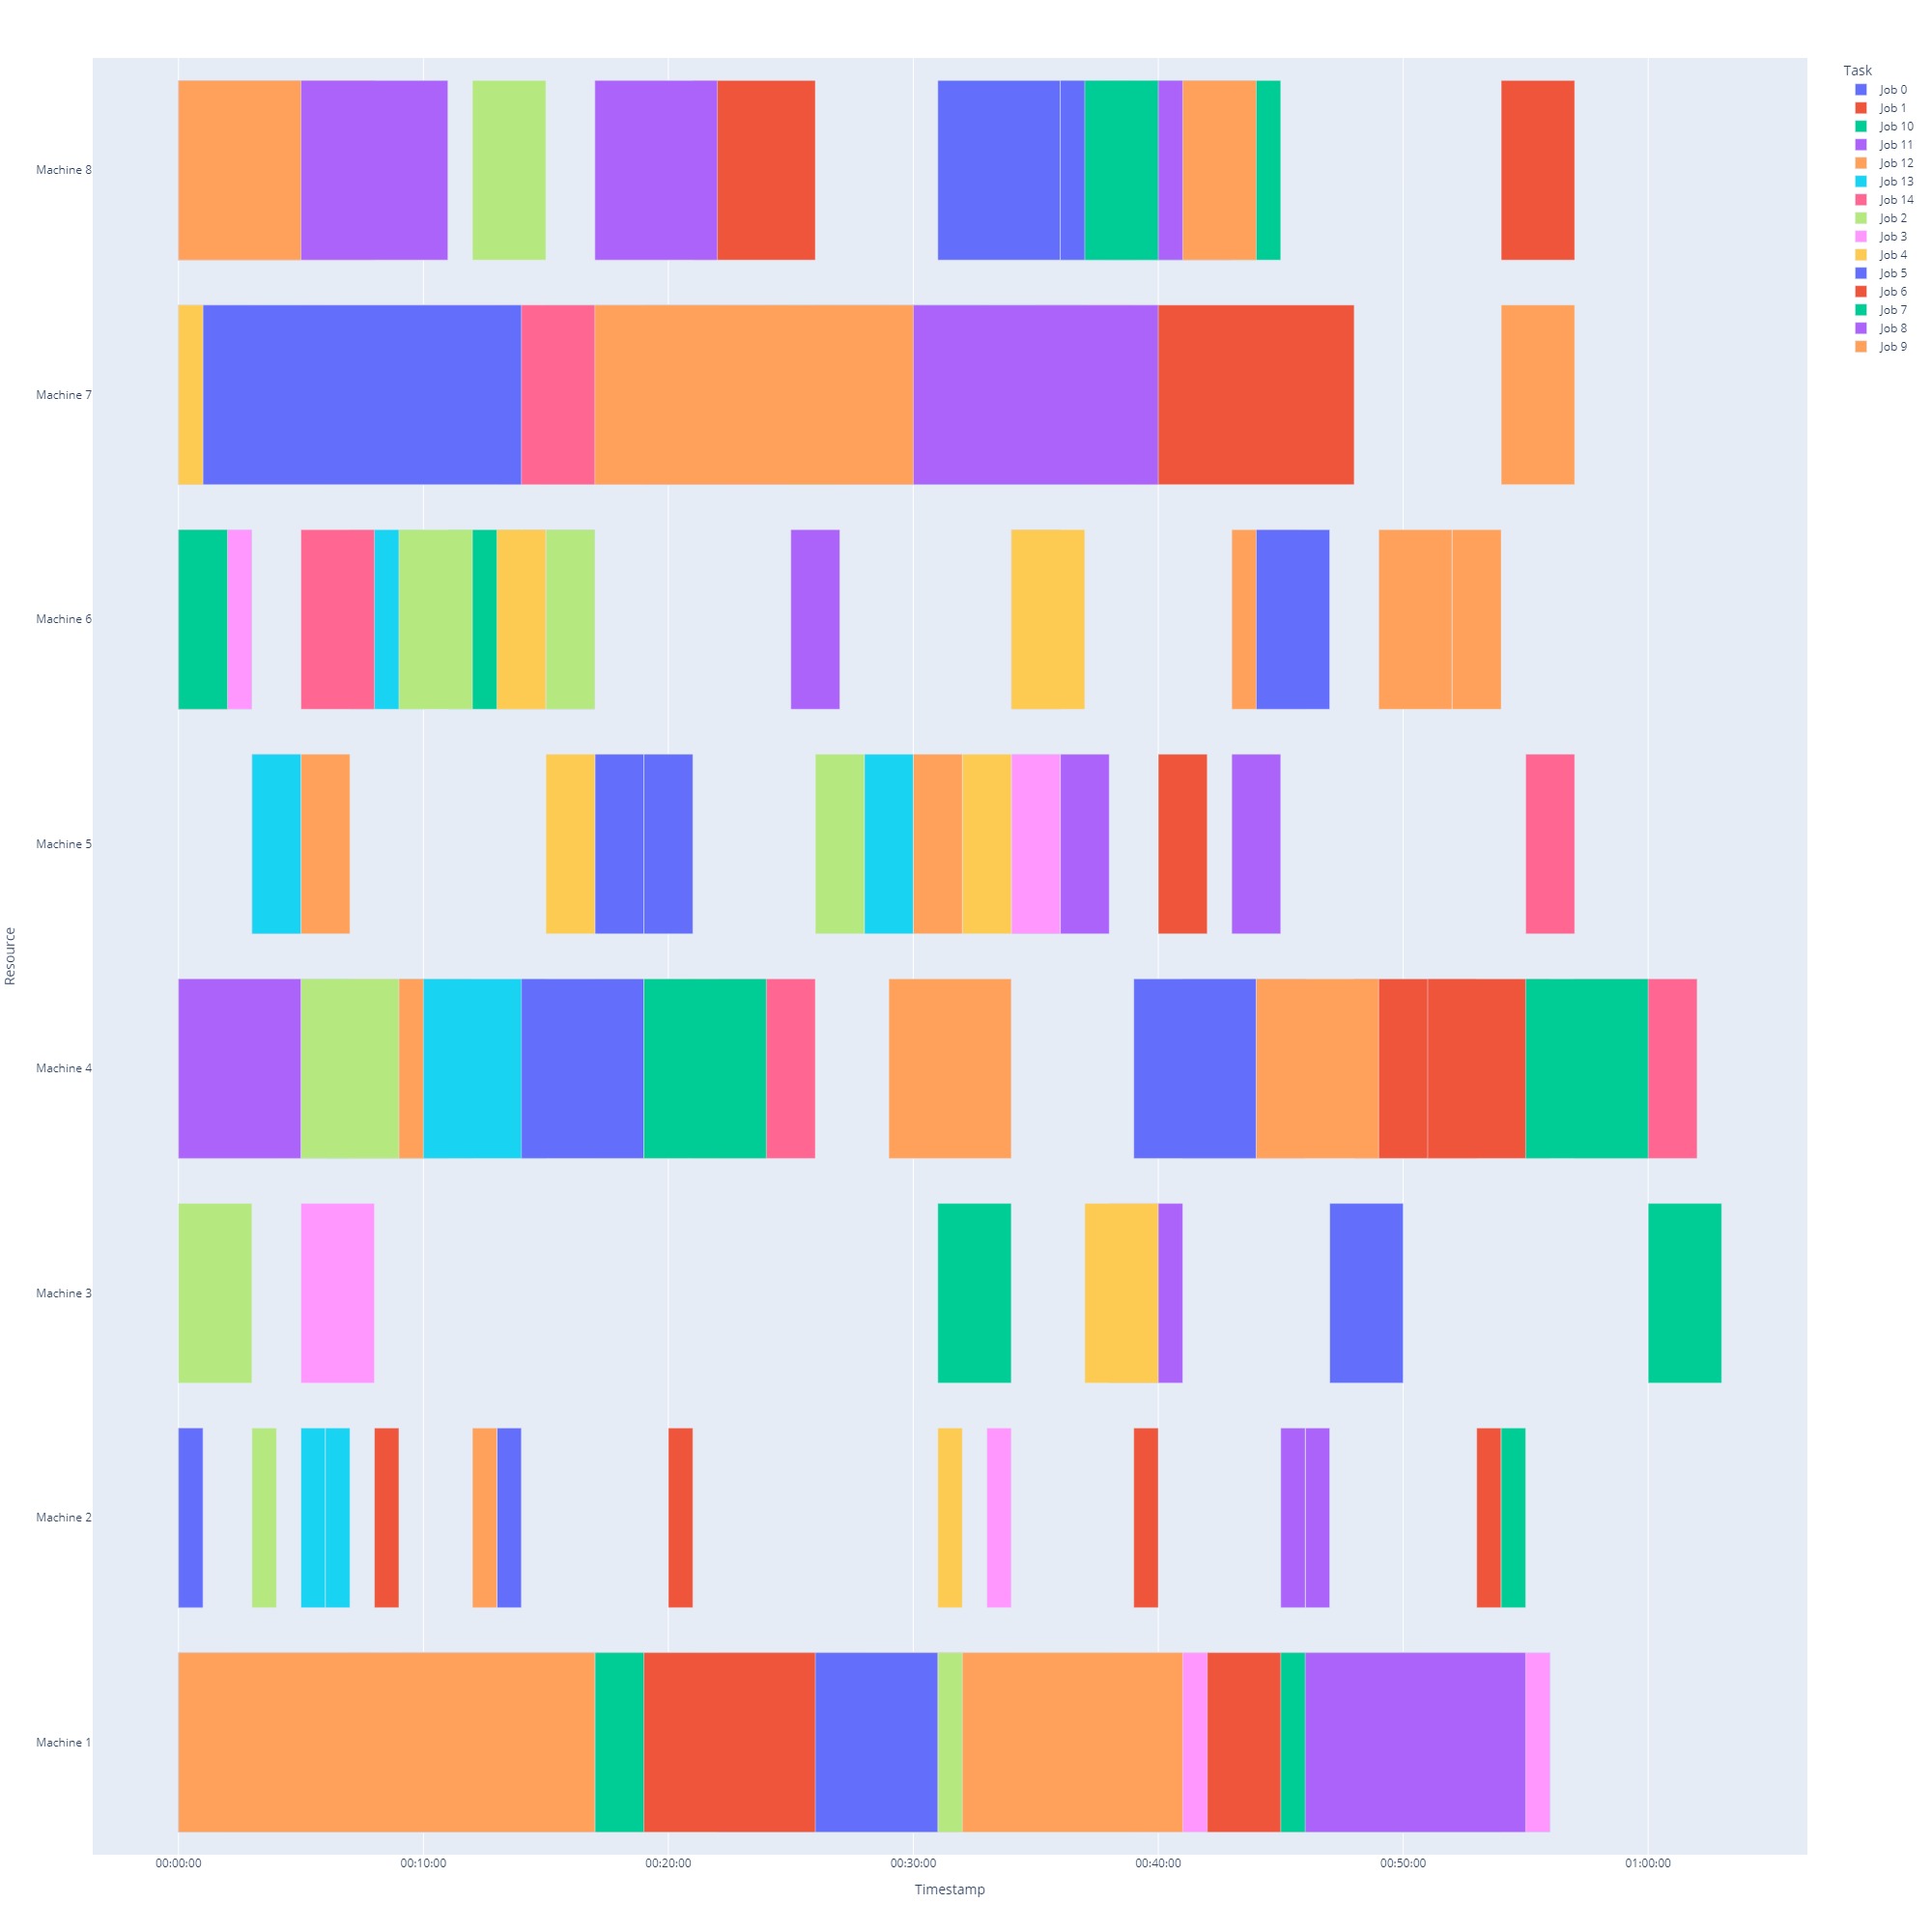 Task
Job 0
Job 1
Job 10
Job 11
Job 12
Job 13
Job 14
Job 2
Job 3
Job 4
Job 5
Job 6
Job 7
Job 8
Job 9
Machine 8
Machine 7
Machine 6
Machine 5
Resource
Machine 4
Machine 3
Machine 2
Machine 1
00:00:00 00:10:00 00:20:00 00:30:00 00:40:00 00:50:00 01:00:00
Timestamp